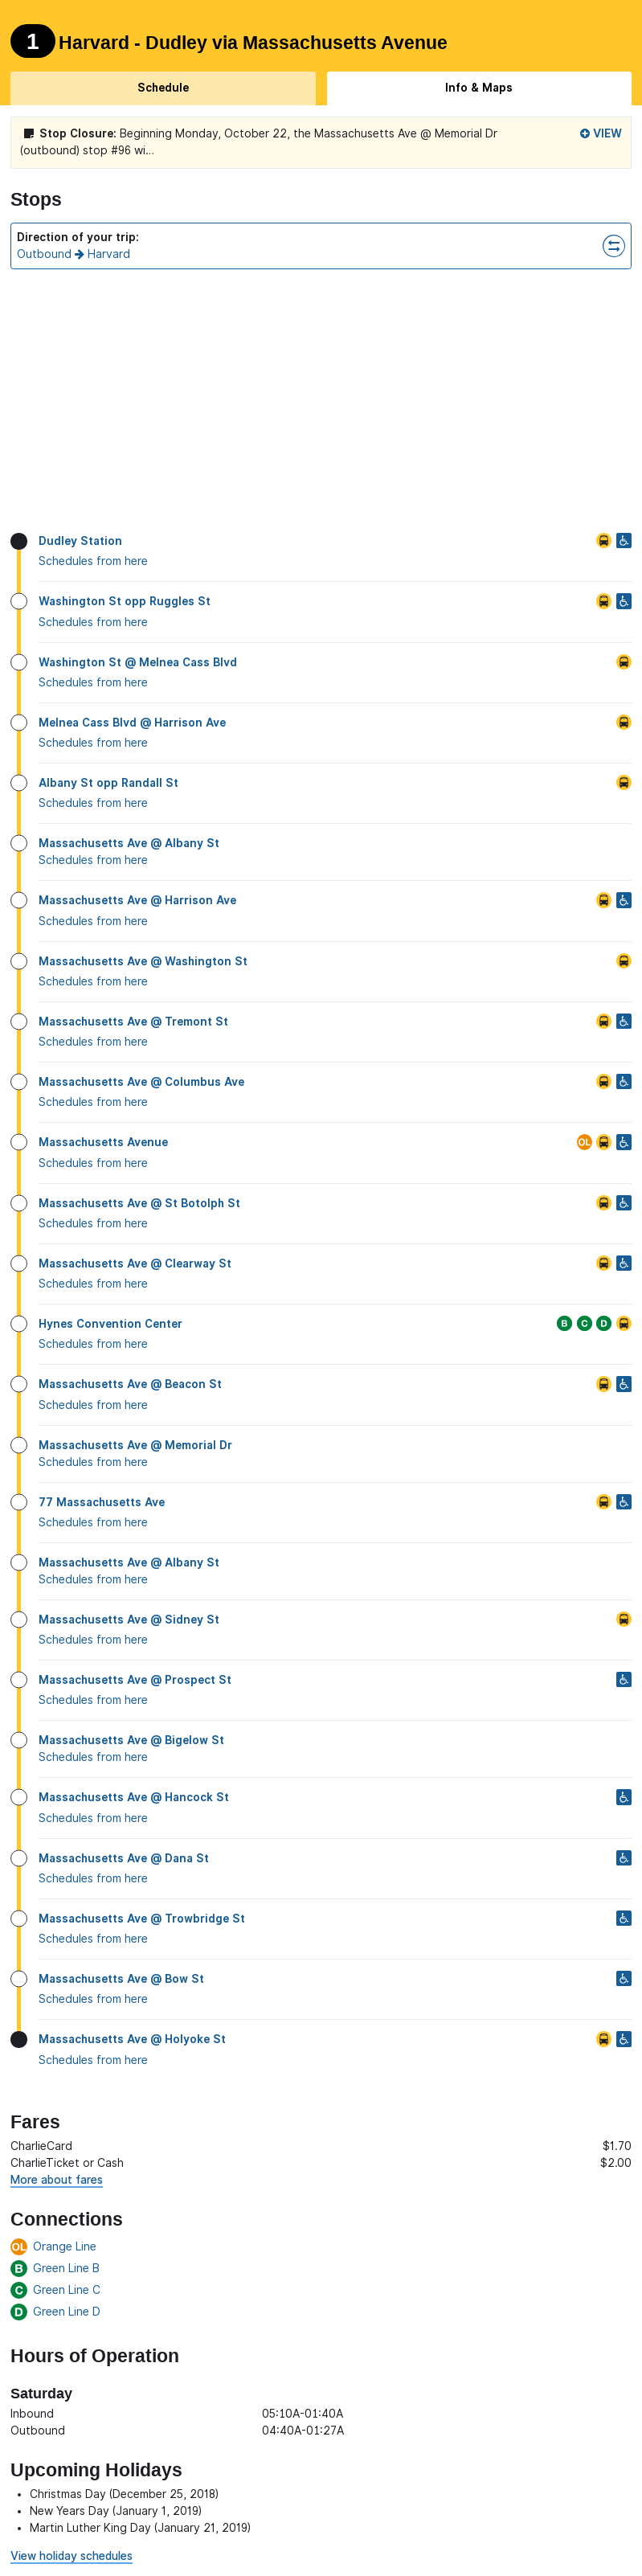 1 Harvard - Dudley via Massachusetts Avenue
Schedule
Info & Maps
Stop Closure: Beginning Monday, October 22, the Massachusetts Ave @ Memorial Dr
(outbound) stop #96 wi...
VIEW
Stops
Direction of your trip:
Outbound Harvard
Dudley Station
Schedules from here
Washington St opp Ruggles St
Schedules from here
Washington St @ Melnea Cass Blvd
Schedules from here
Melnea Cass Blvd @ Harrison Ave
Schedules from here
Albany St opp Randall St
Schedules from here
Massachusetts Ave @ Albany St
Schedules from here
Massachusetts Ave @ Harrison Ave
Schedules from here
Massachusetts Ave @ Washington St
Schedules from here
Massachusetts Ave @ Tremont St
Schedules from here
Massachusetts Ave @ Columbus Ave
Schedules from here
Massachusetts Avenue OL
Schedules from here
Massachusetts Ave @ St Botolph St
Schedules from here
Massachusetts Ave @ Clearway St
Schedules from here
Hynes Convention Center B C D
Schedules from here
Massachusetts Ave @ Beacon St
Schedules from here
Massachusetts Ave @ Memorial Dr
Schedules from here
77 Massachusetts Ave
Schedules from here
Massachusetts Ave @ Albany St
Schedules from here
Massachusetts Ave @ Sidney St
Schedules from here
Massachusetts Ave @ Prospect St
Schedules from here
Massachusetts Ave @ Bigelow St
Schedules from here
Massachusetts Ave @ Hancock St
Schedules from here
Massachusetts Ave @ Dana St
Schedules from here
Massachusetts Ave @ Trowbridge St
Schedules from here
Massachusetts Ave @ Bow St
Schedules from here
Massachusetts Ave @ Holyoke St
Schedules from here
Fares
CharlieCard $1.70
CharlieTicket or Cash $2.00
More about fares
Connections
OL Orange Line
B Green Line B
C Green Line C
D Green Line D
Hours of Operation
Saturday
Inbound 05:10A-01:40A
Outbound 04:40A-01:27A
Upcoming Holidays
Christmas Day (December 25, 2018)
New Years Day (January 1, 2019)
Martin Luther King Day (January 21, 2019)
View holiday schedules